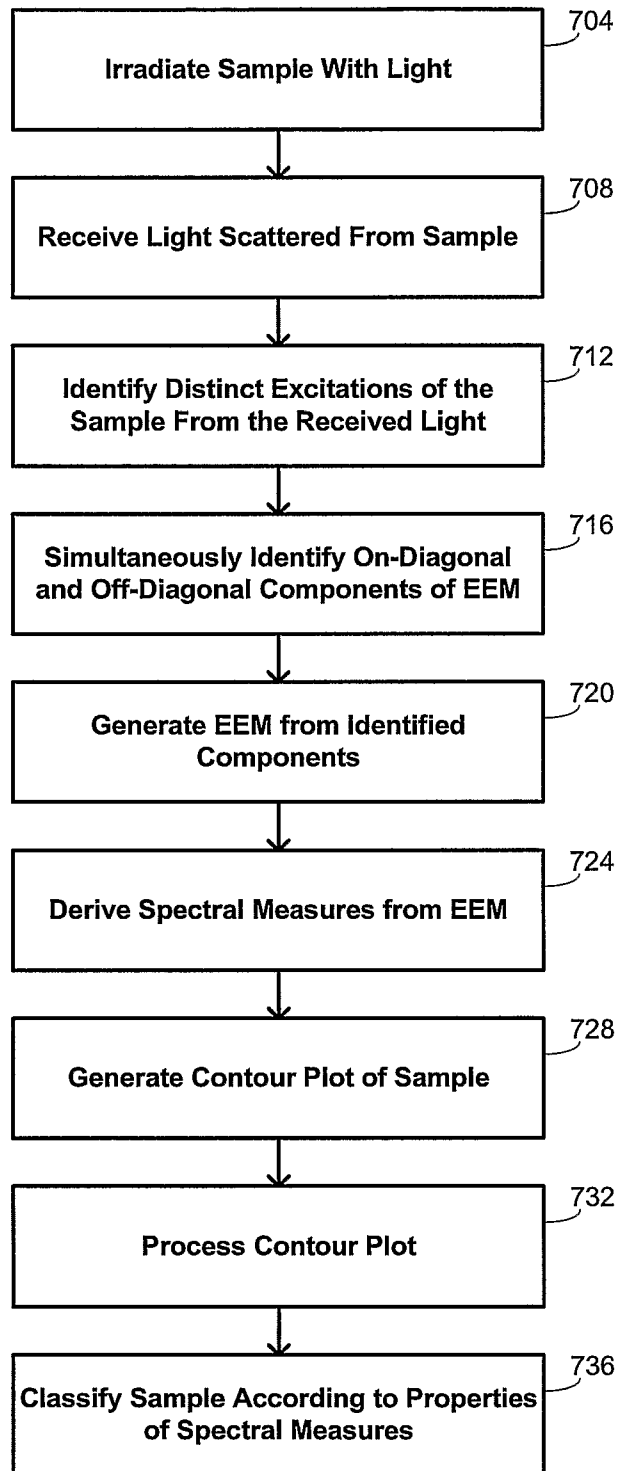 704
Irradiate Sample With Light
708
Receive Light Scattered From Sample
712
Identify Distinct Excitations of the
Sample From the Received Light
716
Simultaneously Identify On-Diagonal
and Off-Diagonal Components of EEM
720
Generate EEM from Identified
Components
724
Derive Spectral Measures from EEM
728
Generate Contour Plot of Sample
732
Process Contour Plot
736
Classify Sample According to Properties
of Spectral Measures